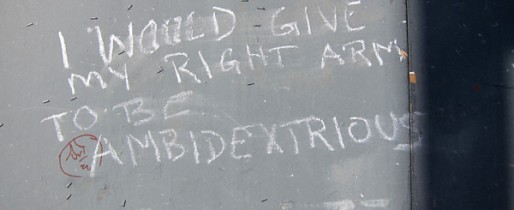 I WOULD GIVE
MY RIGHT ARM
TO BE
AMBIDEXTRIOUS